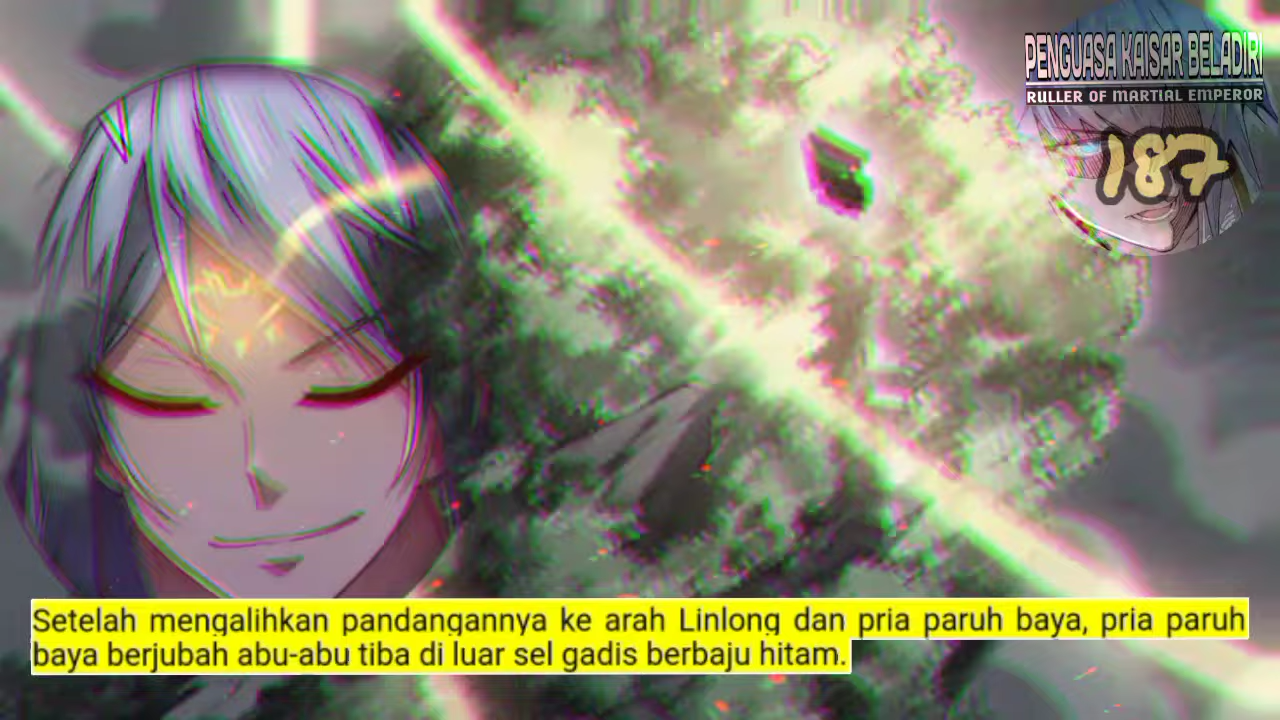 PENGUASA KAISAR BELADIRI
RULLER OF MARTIAL EMPEROR
187
Setelah mengalihkan pandangannya ke arah Linlong dan pria paruh baya, pria paruh
baya berjubah abu-abu tiba di luar sel gadis berbaju hitam.